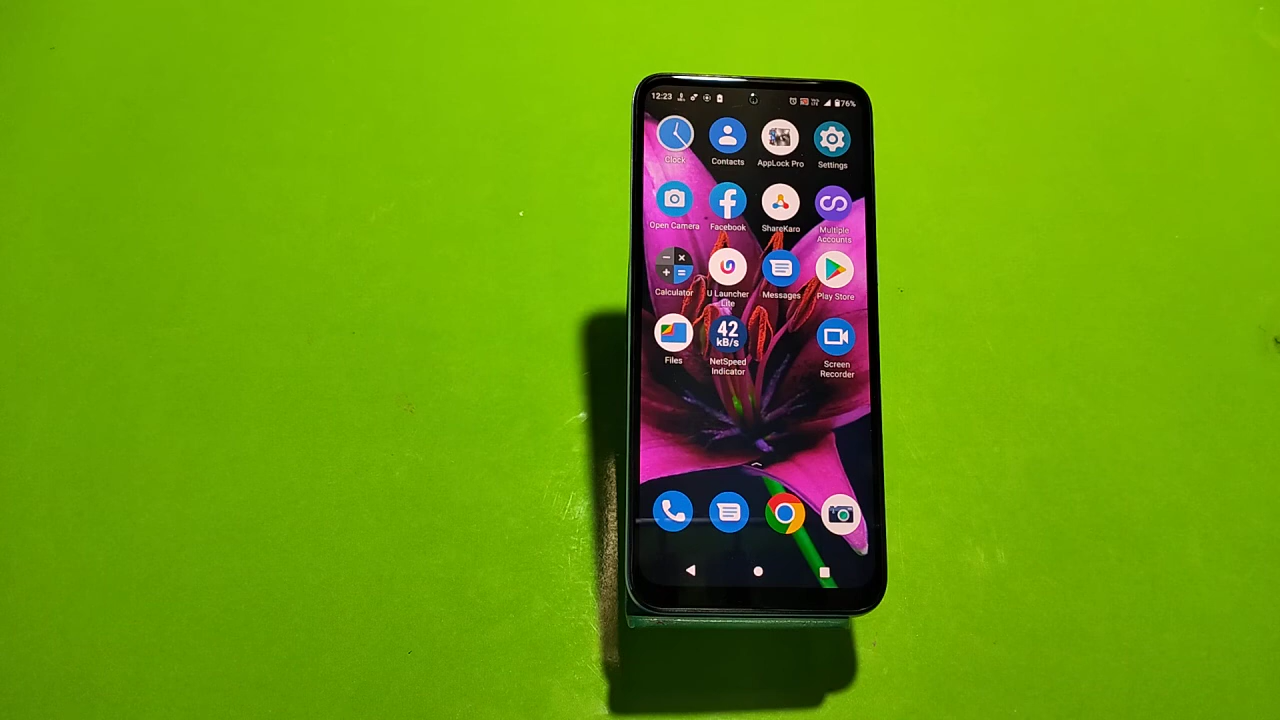 12:23
76%
Clock
Contacts
AppLock Pro
Settings
Open Camera
Facebook
ShareKaro
Multiple
Accounts
Calculator
U Launcher
Lite
Messages
Play Store
42
kB/s
Files
NetSpeed
Indicator
Screen
Recorder